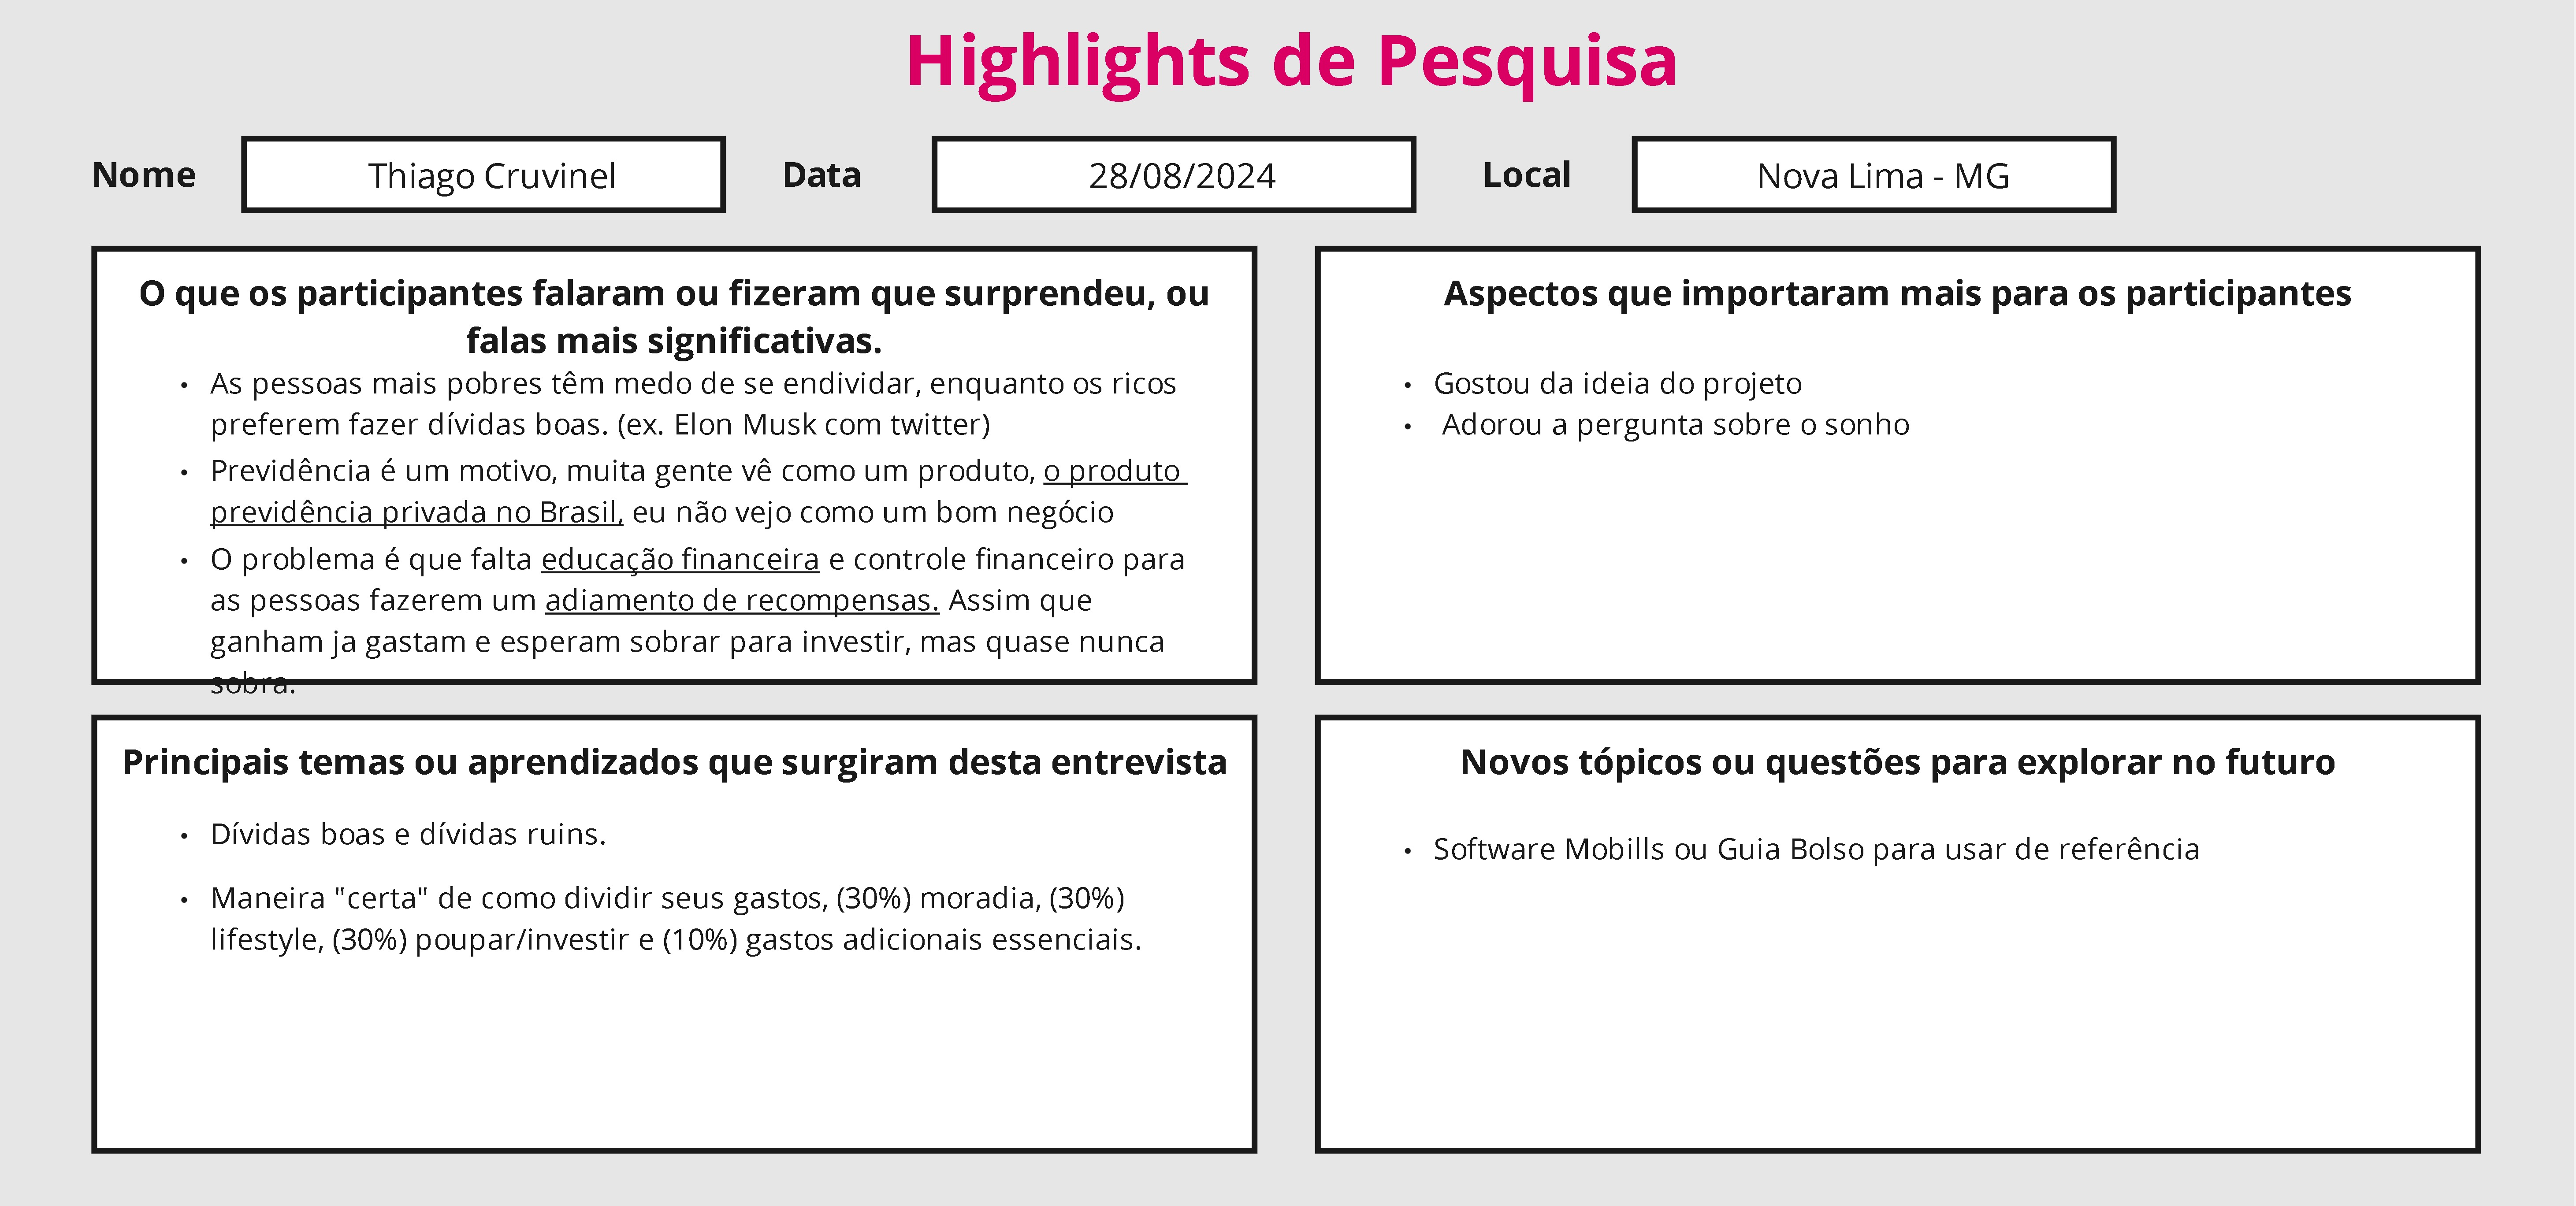 Highlights de Pesquisa
Nome
Thiago Cruvinel
Data
28/08/2024
Local
Nova Lima - MG
O que os participantes falaram ou fizeram que surprendeu, ou
falas mais significativas.
• As pessoas mais pobres têm medo de se endividar, enquanto os ricos
preferem fazer dívidas boas. (ex. Elon Musk com twitter)
• Previdência é um motivo, muita gente vê como um produto, o produto
previdência privada no Brasil, eu não vejo como um bom negócio
• O problema é que falta educação financeira e controle financeiro para
as pessoas fazerem um adiamento de recompensas. Assim que
ganham ja gastam e esperam sobrar para investir, mas quase nunca
sobra.
Aspectos que importaram mais para os participantes
• Gostou da ideia do projeto
• Adorou a pergunta sobre o sonho
Principais temas ou aprendizados que surgiram desta entrevista
• Dívidas boas e dívidas ruins.
• Maneira "certa" de como dividir seus gastos, (30%) moradia, (30%)
lifestyle, (30%) poupar/investir e (10%) gastos adicionais essenciais.
Novos tópicos ou questões para explorar no futuro
• Software Mobills ou Guia Bolso para usar de referência